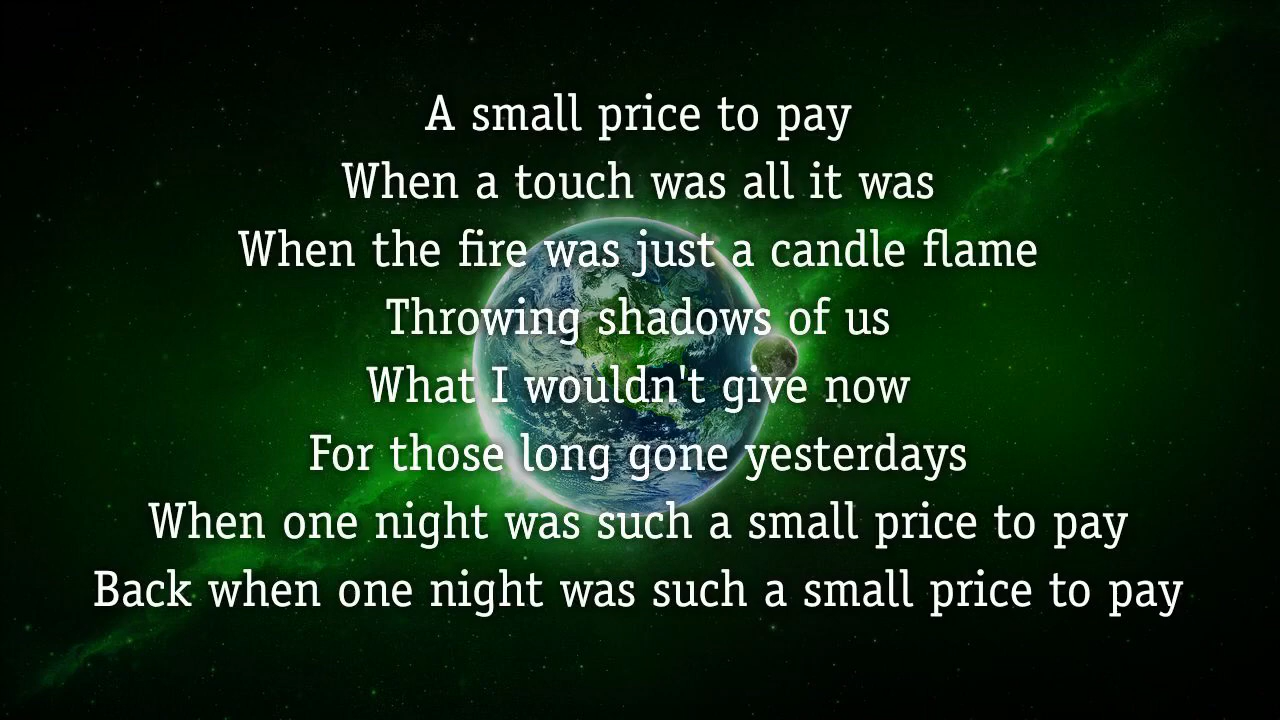 A small price to pay
When a touch was all it was
When the fire was just a candle flame
Throwing shadows of us
What I wouldn't give now
For those long gone yesterdays
When one night was such a small price to pay
Back when one night was such a small price to pay